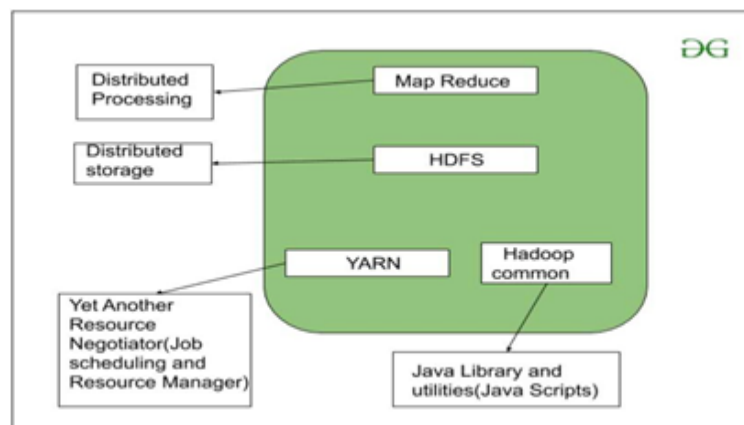 Distributed
Processing
Map Reduce
Distributed
storage
HDFS
YARN
Hadoop
common
Yet Another
Resource
Negotiator(Job
scheduling and
Resource Manager)
Java Library and
utilities(Java Scripts)